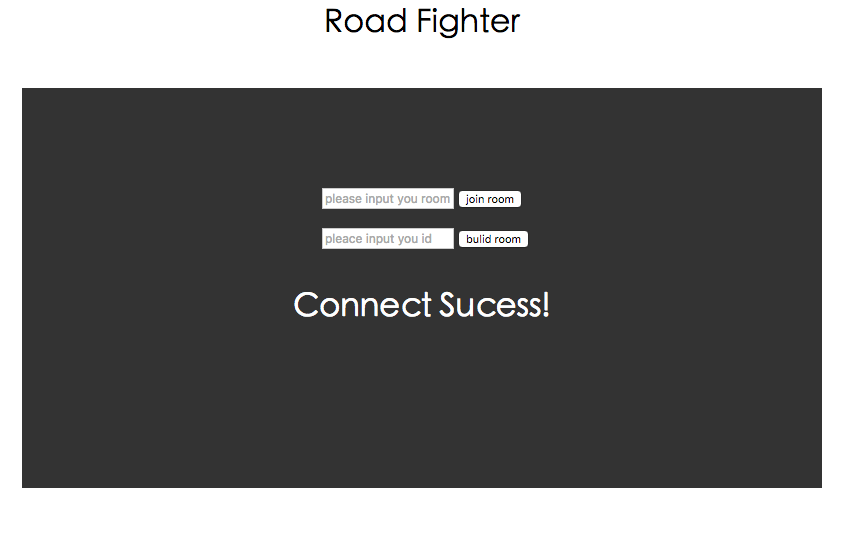 Road Fighter
please input you room join room
pleace input you id bulid room
Connect Sucess!